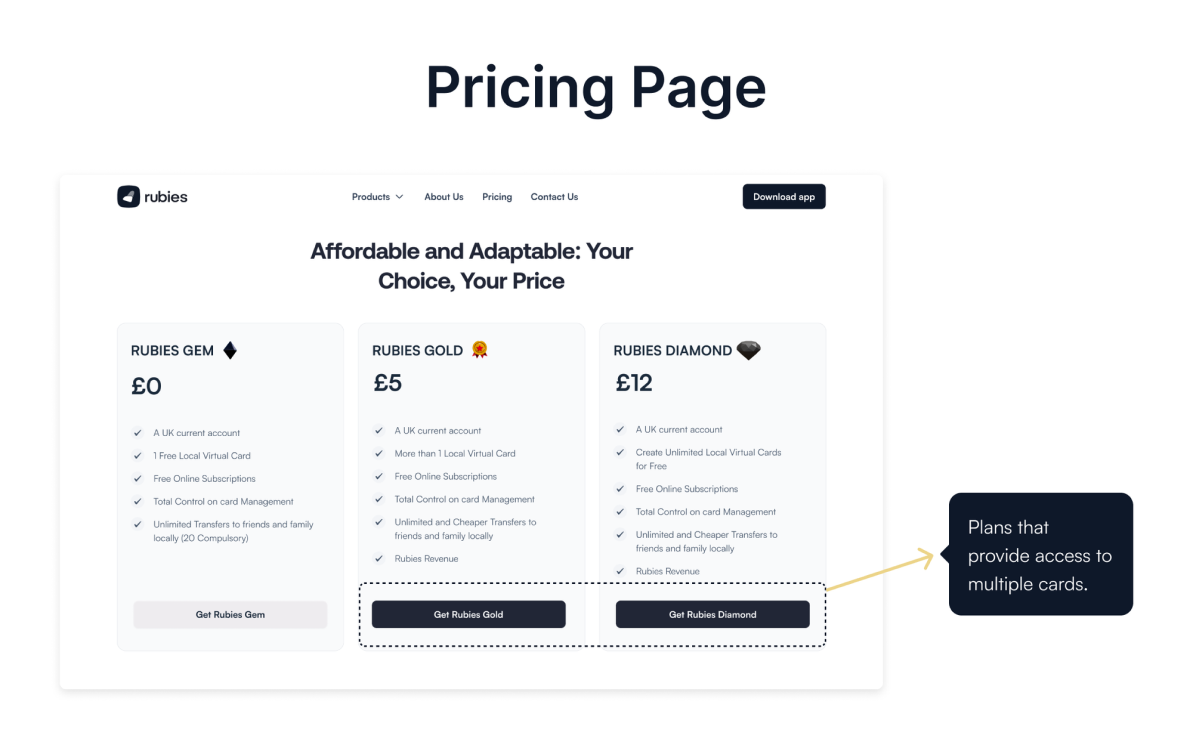 Pricing Page
rubies
Products
About Us
Pricing
Contact Us
Download app
Affordable and Adaptable: Your
Choice, Your Price
RUBIES GEM
£0
A UK current account
1 Free Local Virtual Card
Free Online Subscriptions
Total Control on card Management
Unlimited Transfers to friends and family
locally (20 Compulsory)
Get Rubies Gem
RUBIES GOLD
£5
A UK current account
More than 1 Local Virtual Card
Free Online Subscriptions
Total Control on card Management
Unlimited and Cheaper Transfers to
friends and family locally
Rubies Revenue
Get Rubies Gold
RUBIES DIAMOND
£12
A UK current account
Create Unlimited Local Virtual Cards
for Free
Free Online Subscriptions
Total Control on card Management
Unlimited and Cheaper Transfers to
friends and family locally
Rubies Revenue
Get Rubies Diamond
Plans that
provide access to
multiple cards.